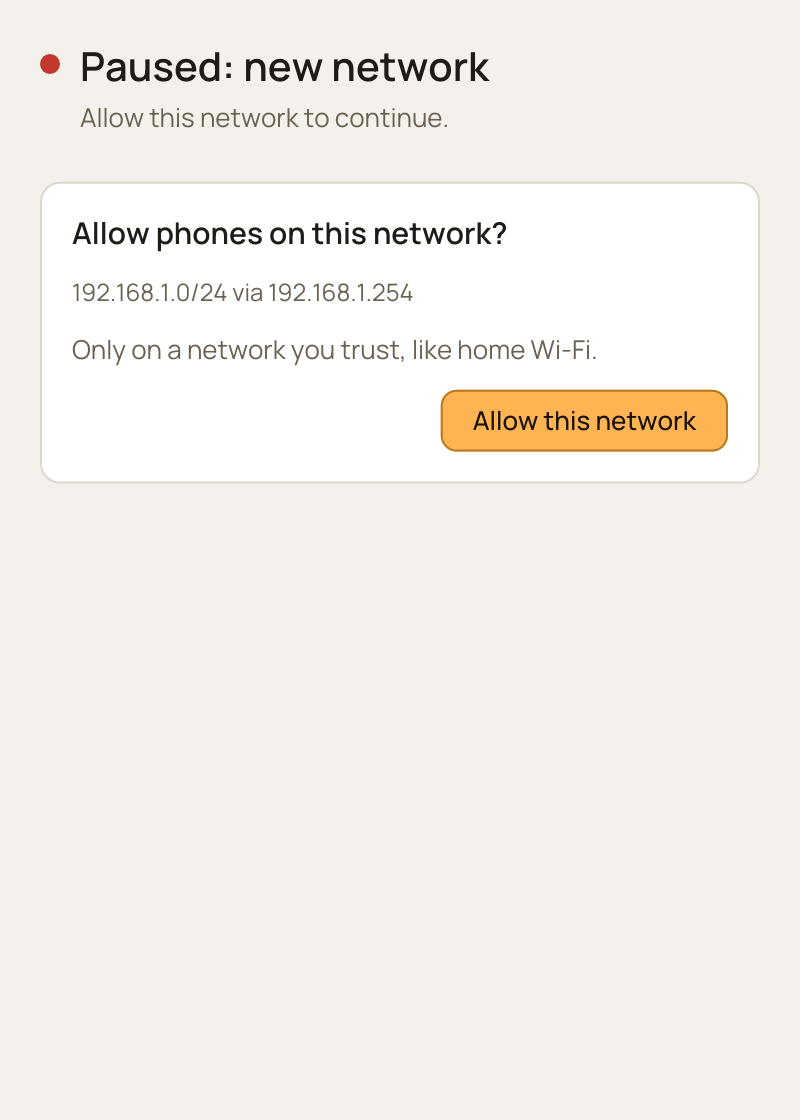 Paused: new network
Allow this network to continue.
Allow phones on this network?
192.168.1.0/24 via 192.168.1.254
Only on a network you trust, like home Wi-Fi.
Allow this network